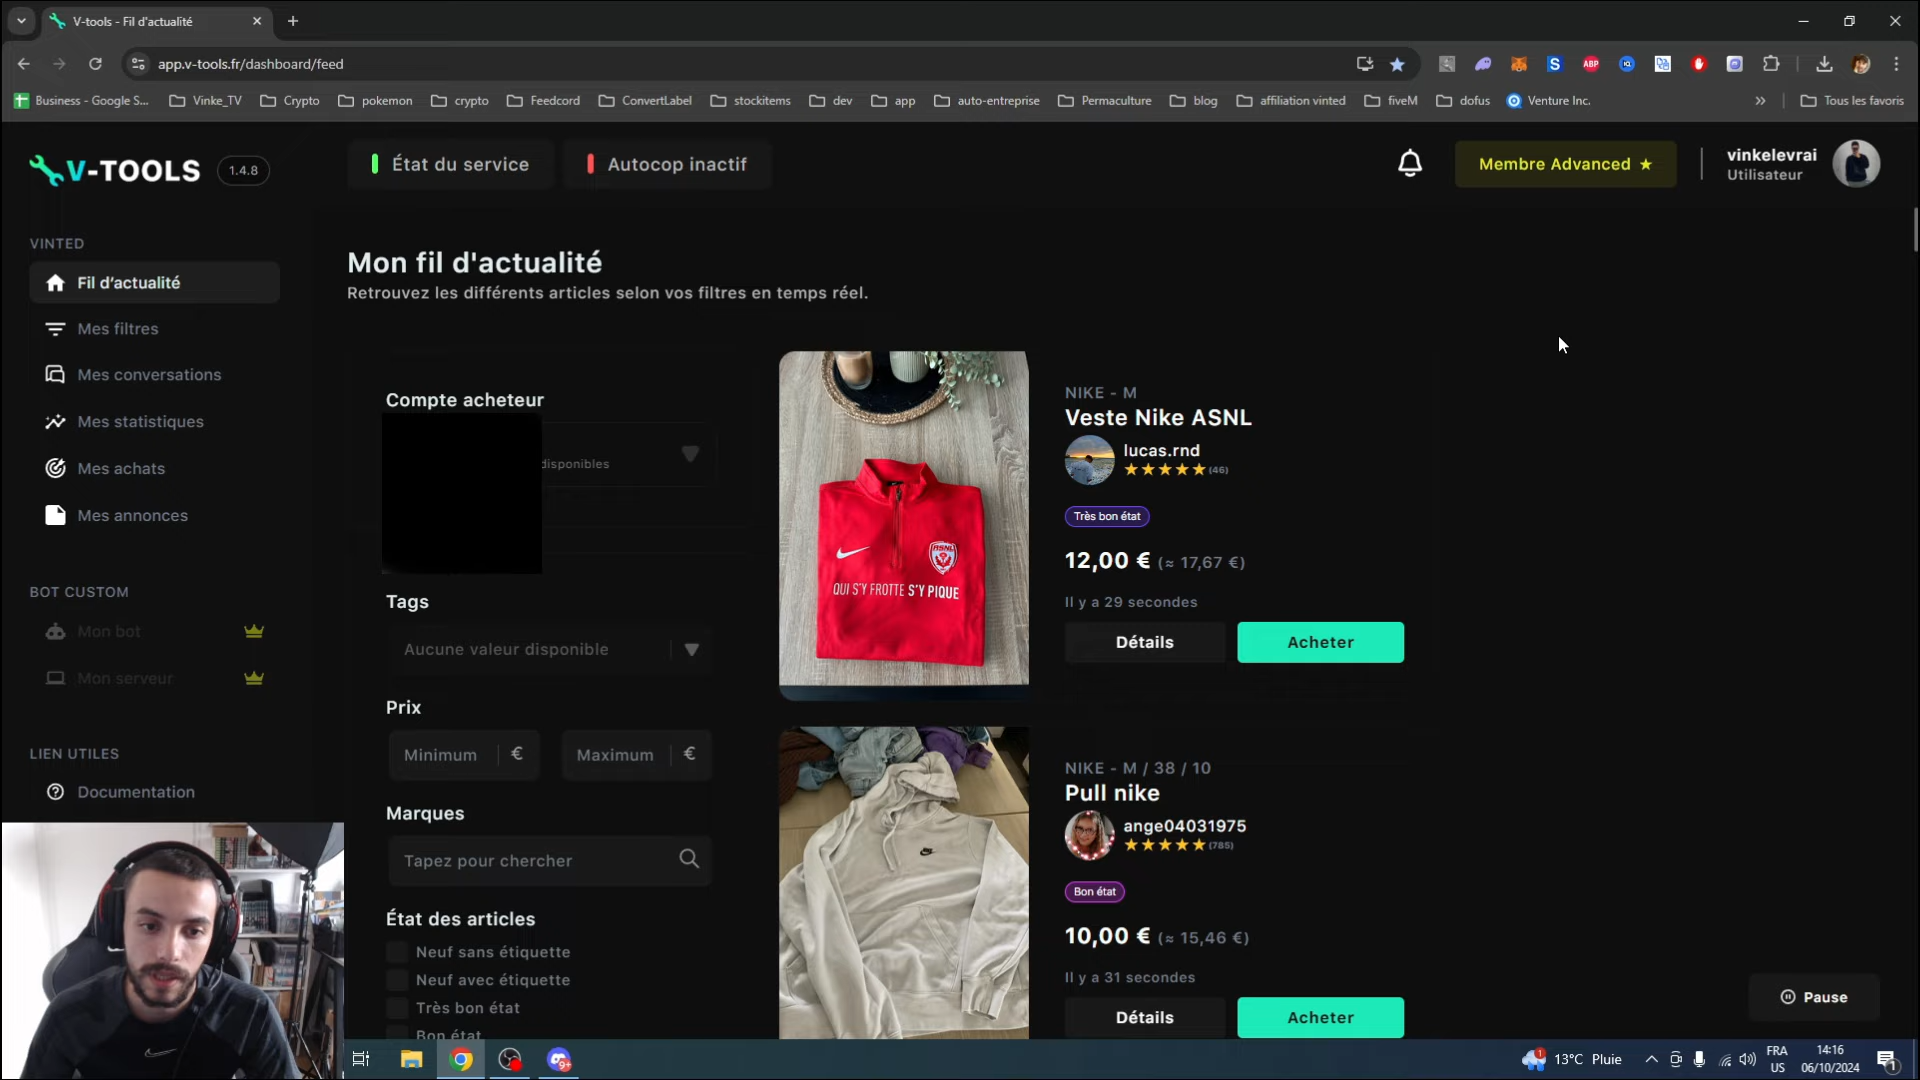 V-tools - Fil d'actualité
app.v-tools.fr/dashboard/feed
Business - Google S...
Vinke_TV
Crypto
pokemon
crypto
Feedcord
ConvertLabel
stockitems
dev
app
auto-entreprise
Permaculture
blog
affiliation vinted
fiveM
dofus
Venture Inc.
Tous les favoris
V-TOOLS
1.4.8
État du service
Autocop inactif
Membre Advanced ★
vinkelevrai
Utilisateur
VINTED
Fil d'actualité
Mes filtres
Mes conversations
Mes statistiques
Mes achats
Mes annonces
BOT CUSTOM
Mon bot
Mon serveur
LIEN UTILES
Documentation
Mon fil d'actualité
Retrouvez les différents articles selon vos filtres en temps réel.
Compte acheteur
disponibles
Tags
Aucune valeur disponible
Prix
Minimum €
Maximum €
Marques
Tapez pour chercher
État des articles
Neuf sans étiquette
Neuf avec étiquette
Très bon état
Bon état
ASNL
QUI S'Y FROTTE S'Y PIQUE
NIKE - M
Veste Nike ASNL
lucas.rnd
★★★★★ (46)
Très bon état
12,00 € (≈ 17,67 €)
Il y a 29 secondes
Détails
Acheter
NIKE - M / 38 / 10
Pull nike
ange04031975
★★★★★ (785)
Bon état
10,00 € (≈ 15,46 €)
Il y a 31 secondes
Détails
Acheter
Pause
ABP
S
9+
1
13°C Pluie
FRA
US
14:16
06/10/2024
1